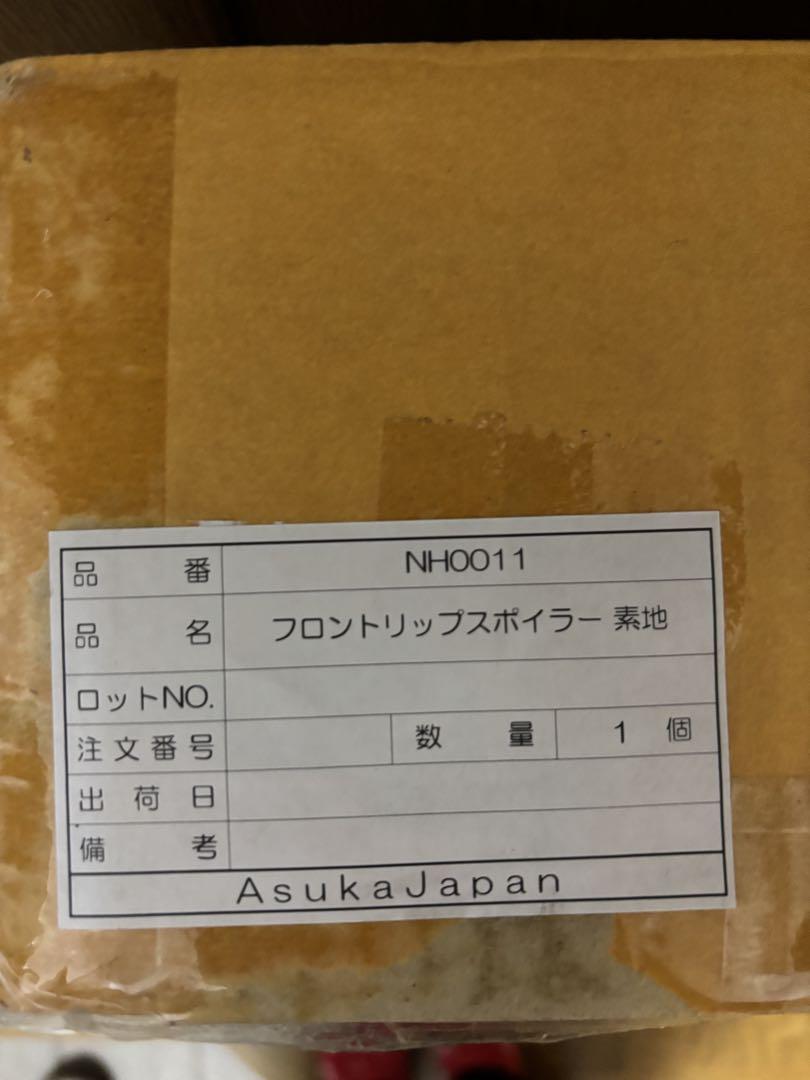 品番 NH0011
品名 フロントリップスポイラー 素地
ロットNO.
注文番号 数量 1 個
出荷日
備考
AsukaJapan